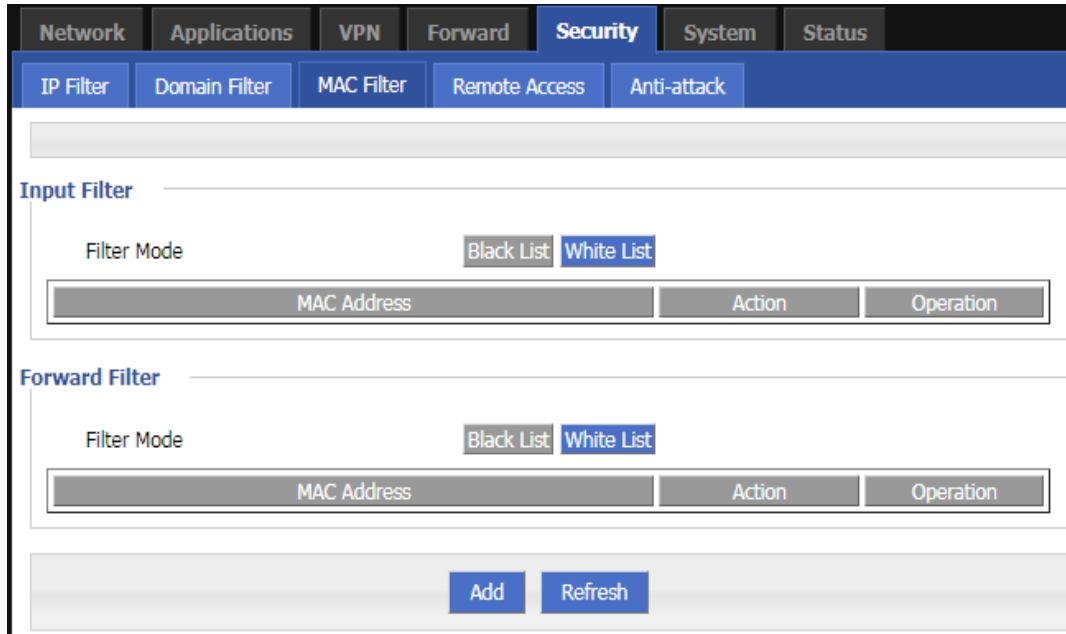 Network Applications VPN Forward Security System Status
IP Filter Domain Filter MAC Filter Remote Access Anti-attack
Input Filter
Filter Mode Black List White List
MAC Address Action Operation
Forward Filter
Filter Mode Black List White List
MAC Address Action Operation
Add Refresh